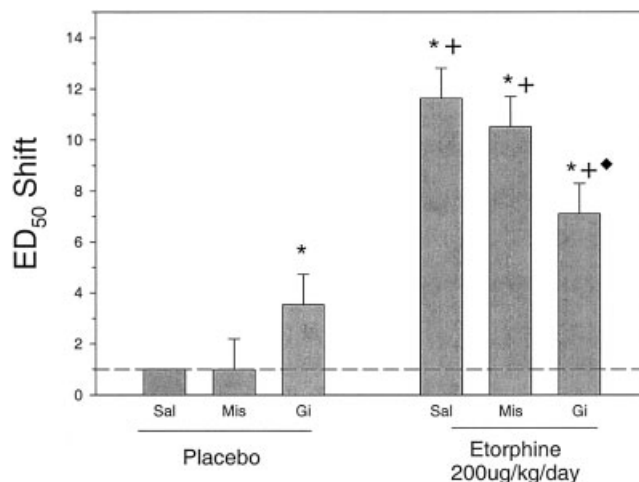 14
12
10
8
6
4
2
0
ED50 Shift
*
*+
*+
*+◆
Sal Mis Gi Sal Mis Gi
Placebo
Etorphine
200ug/kg/day